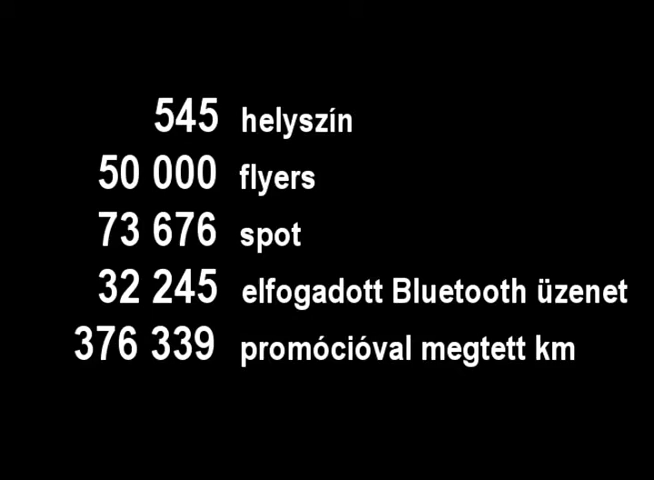 545 helyszín
50 000 flyers
73 676 spot
32 245 elfogadott Bluetooth üzenet
376 339 promócióval megtett km